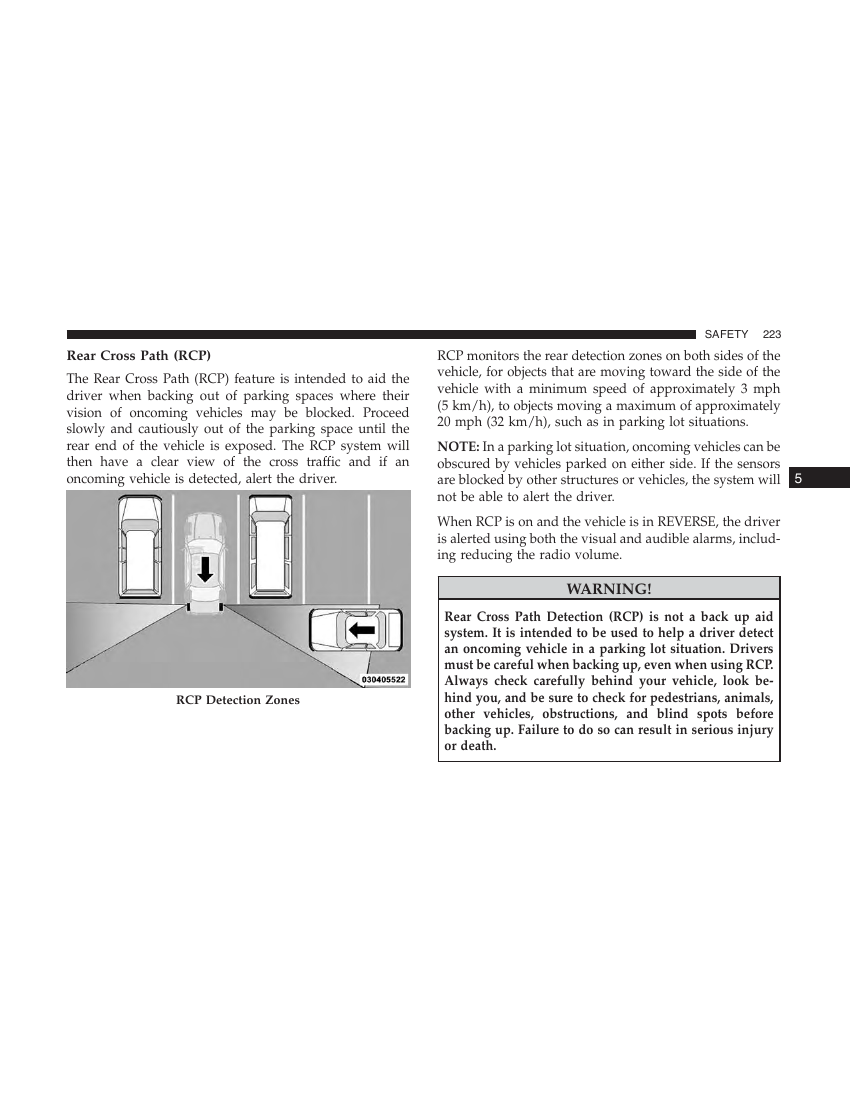 SAFETY 223
Rear Cross Path (RCP)
The Rear Cross Path (RCP) feature is intended to aid the
driver when backing out of parking spaces where their
vision of oncoming vehicles may be blocked. Proceed
slowly and cautiously out of the parking space until the
rear end of the vehicle is exposed. The RCP system will
then have a clear view of the cross traffic and if an
oncoming vehicle is detected, alert the driver.
030405522
RCP Detection Zones
RCP monitors the rear detection zones on both sides of the
vehicle, for objects that are moving toward the side of the
vehicle with a minimum speed of approximately 3 mph
(5 km/h), to objects moving a maximum of approximately
20 mph (32 km/h), such as in parking lot situations.
NOTE: In a parking lot situation, oncoming vehicles can be
obscured by vehicles parked on either side. If the sensors
are blocked by other structures or vehicles, the system will
not be able to alert the driver.
When RCP is on and the vehicle is in REVERSE, the driver
is alerted using both the visual and audible alarms, includ-
ing reducing the radio volume.
WARNING!
Rear Cross Path Detection (RCP) is not a back up aid
system. It is intended to be used to help a driver detect
an oncoming vehicle in a parking lot situation. Drivers
must be careful when backing up, even when using RCP.
Always check carefully behind your vehicle, look be-
hind you, and be sure to check for pedestrians, animals,
other vehicles, obstructions, and blind spots before
backing up. Failure to do so can result in serious injury
or death.
5